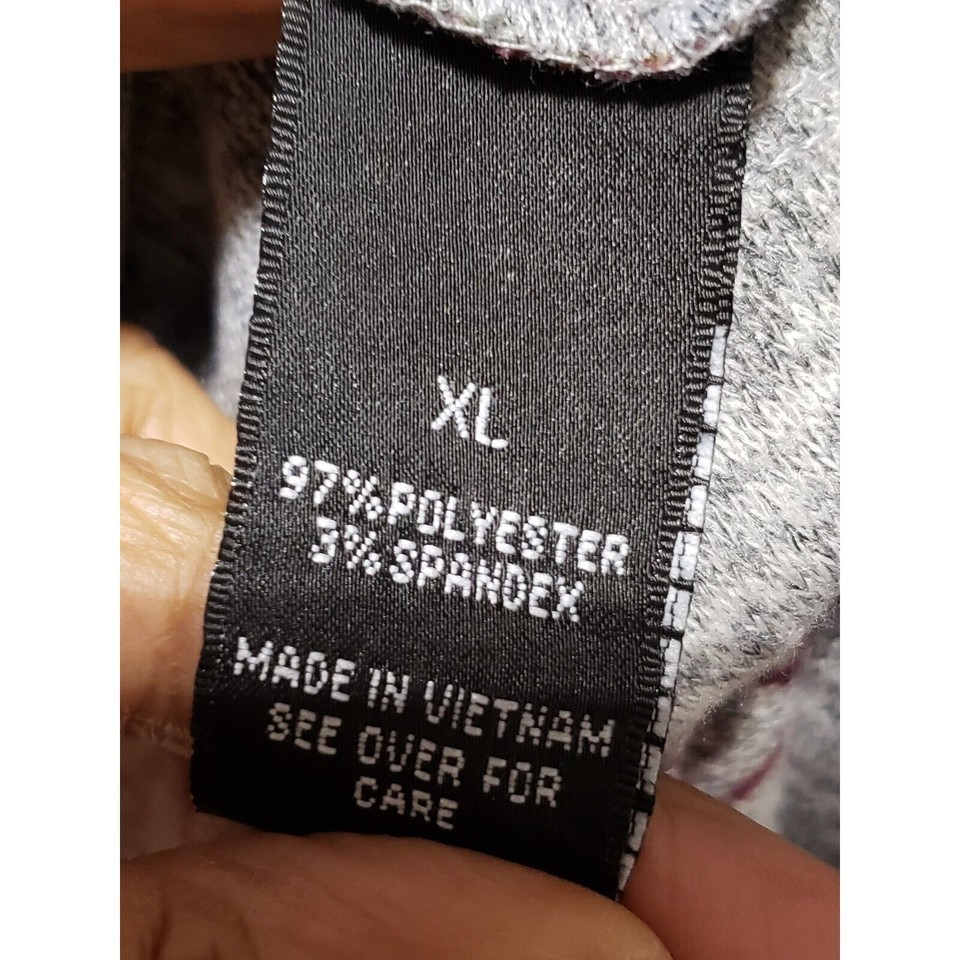 XL
97%POLYESTER
3%SPANDEX
MADE IN VIETNAM
SEE OVER FOR
CARE